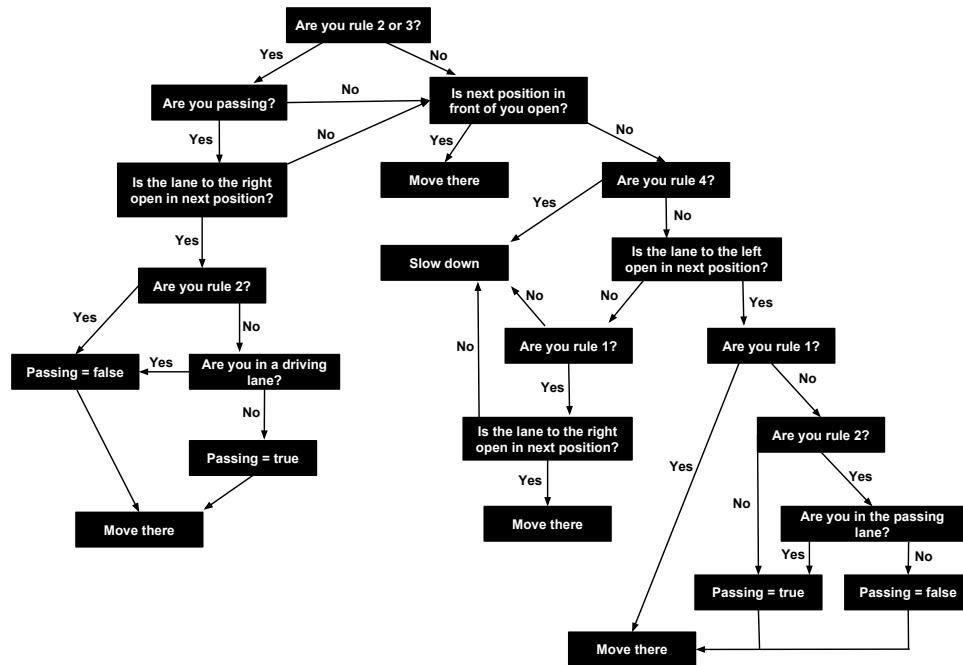 Are you rule 2 or 3?
Yes
No
Are you passing?
No
Is next position in
front of you open?
Yes
No
Yes
No
Is the lane to the right
open in next position?
Move there
Are you rule 4?
Yes
No
Yes
Slow down
Is the lane to the left
open in next position?
Are you rule 2?
No
No
Yes
Yes
No
Are you rule 1?
Are you rule 1?
Passing = false
Yes
Are you in a driving
lane?
No
Yes
No
No
Is the lane to the right
open in next position?
Are you rule 2?
Passing = true
Yes
Yes
Yes
No
Move there
Move there
Are you in the passing
lane?
Yes
No
Passing = true
Passing = false
Move there